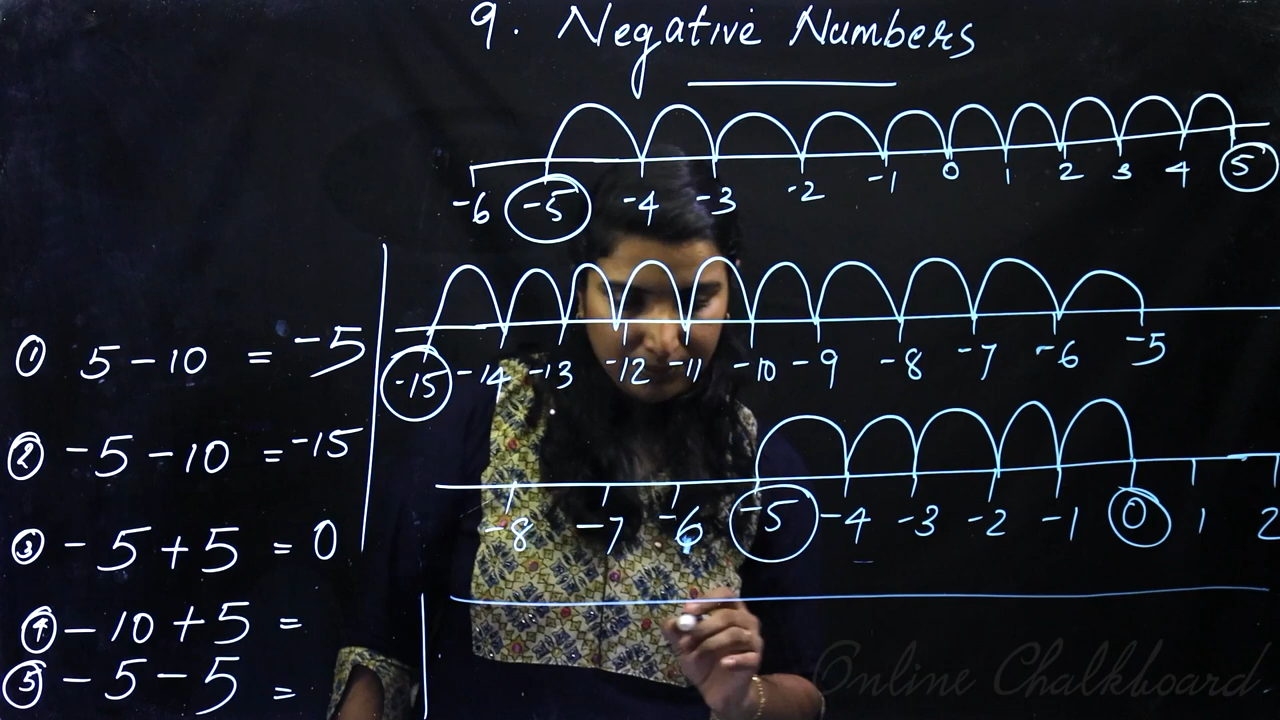 9. Negative Numbers
-6 -5 -4 -3 -2 -1 0 1 2 3 4 5
① 5 - 10 = -5
-15 -14 -13 -12 -11 -10 -9 -8 -7 -6 -5
② -5 - 10 = -15
-8 -7 -6 -5 -4 -3 -2 -1 0 1 2
③ -5 + 5 = 0
④ -10 + 5 =
⑤ -5 - 5 =
Online Chalkboard